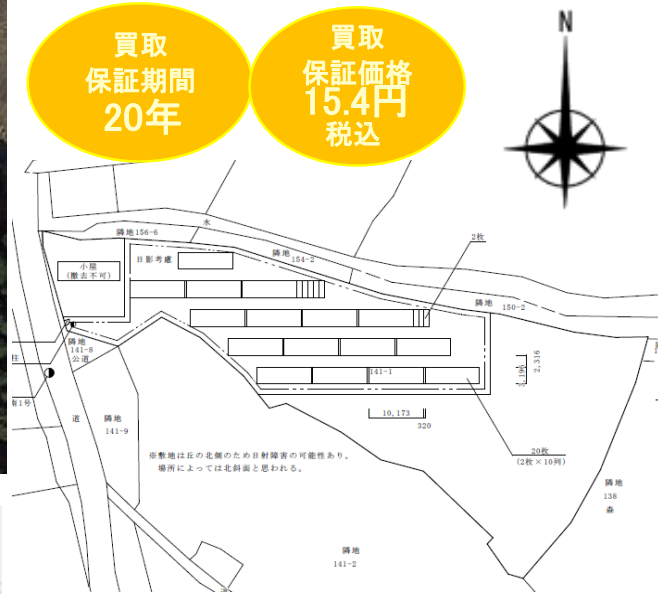 買取
保証期間
20年
買取
保証価格
15.4円
税込
N
水
隣地156-6
隣地
154-2
2枚
日影考慮
小屋
(撤去不可)
隣地
150-2
柱
隣地
141-8
公道
1号
141-1
3,196
2,316
10,173
320
道
隣地
141-9
20枚
(2枚×10列)
※敷地は丘の北側のため日射障害の可能性あり。
場所によっては北斜面と思われる。
隣地
138
森
隣地
141-2
道